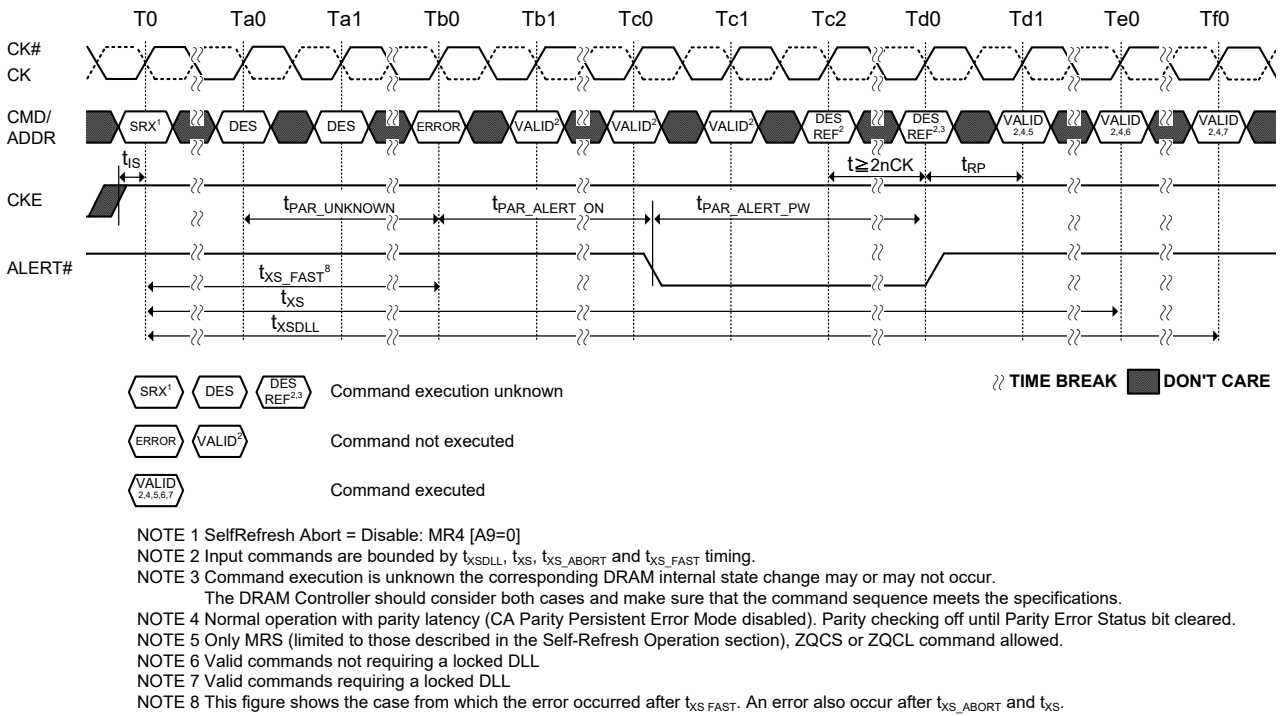 T0 Ta0 Ta1 Tb0 Tb1 Tc0 Tc1 Tc2 Td0 Td1 Te0 Tf0
CK#
CK
CMD/
ADDR
SRX¹ DES DES ERROR VALID² VALID² VALID² DES REF² DES REF²,³ VALID 2,4,5 VALID 2,4,6 VALID 2,4,7
tIS t≧2nCK tRP
CKE
tPAR_UNKNOWN tPAR_ALERT_ON tPAR_ALERT_PW
ALERT#
tXS_FAST⁸
tXS
tXSDLL
SRX¹ DES DES REF²,³ Command execution unknown
TIME BREAK DON'T CARE
ERROR VALID² Command not executed
VALID 2,4,5,6,7 Command executed
NOTE 1 SelfRefresh Abort = Disable: MR4 [A9=0]
NOTE 2 Input commands are bounded by tXSDLL, tXS, tXS_ABORT and tXS_FAST timing.
NOTE 3 Command execution is unknown the corresponding DRAM internal state change may or may not occur.
The DRAM Controller should consider both cases and make sure that the command sequence meets the specifications.
NOTE 4 Normal operation with parity latency (CA Parity Persistent Error Mode disabled). Parity checking off until Parity Error Status bit cleared.
NOTE 5 Only MRS (limited to those described in the Self-Refresh Operation section), ZQCS or ZQCL command allowed.
NOTE 6 Valid commands not requiring a locked DLL
NOTE 7 Valid commands requiring a locked DLL
NOTE 8 This figure shows the case from which the error occurred after tXS FAST. An error also occur after tXS_ABORT and tXS.